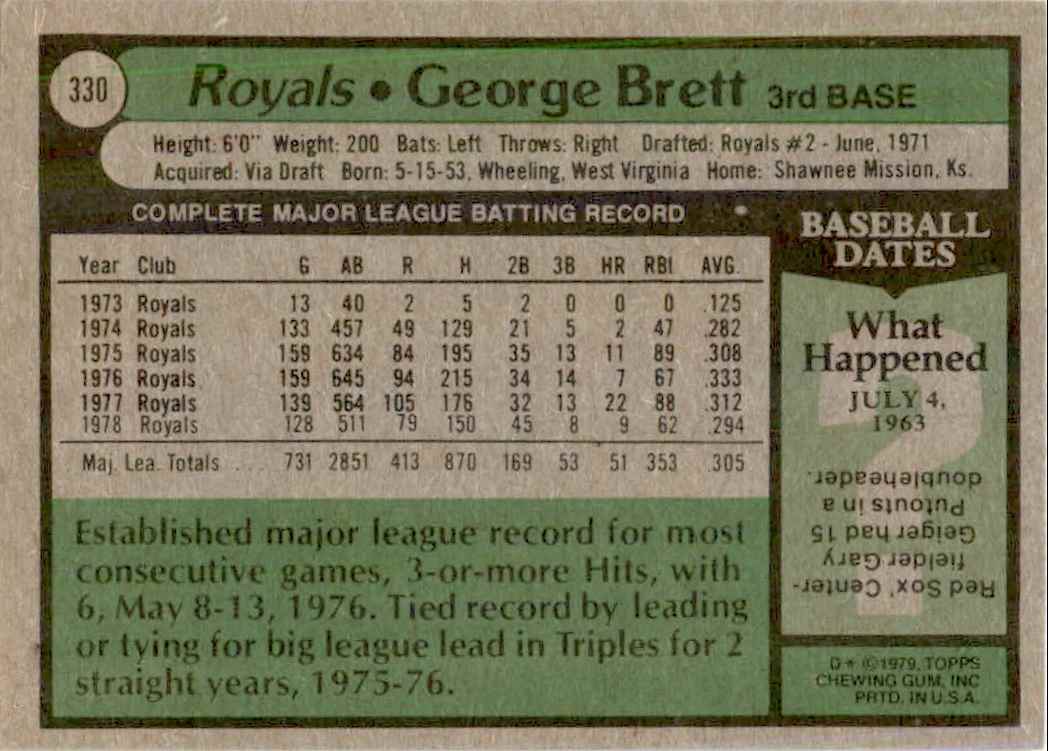 330
Royals • George Brett 3rd BASE
Height: 6'0" Weight: 200 Bats: Left Throws: Right Drafted: Royals #2 - June, 1971
Acquired: Via Draft Born: 5-15-53, Wheeling, West Virginia Home: Shawnee Mission, Ks.
COMPLETE MAJOR LEAGUE BATTING RECORD
Year Club G AB R H 2B 3B HR RBI AVG.
1973 Royals 13 40 2 5 2 0 0 0 .125
1974 Royals 133 457 49 129 21 5 2 47 .282
1975 Royals 159 634 84 195 35 13 11 89 .308
1976 Royals 159 645 94 215 34 14 7 67 .333
1977 Royals 139 564 105 176 32 13 22 88 .312
1978 Royals 128 511 79 150 45 8 9 62 .294
Maj. Lea. Totals 731 2851 413 870 169 53 51 353 .305
Established major league record for most
consecutive games, 3-or-more Hits, with
6, May 8-13, 1976. Tied record by leading
or tying for big league lead in Triples for 2
straight years, 1975-76.
BASEBALL
DATES
What
Happened
JULY 4,
1963
Red Sox' Center-
fielder Gary
Geiger had 15
Putouts in a
doubleheader.
D * ©1979, TOPPS
CHEWING GUM, INC
PRTD. IN U.S.A.